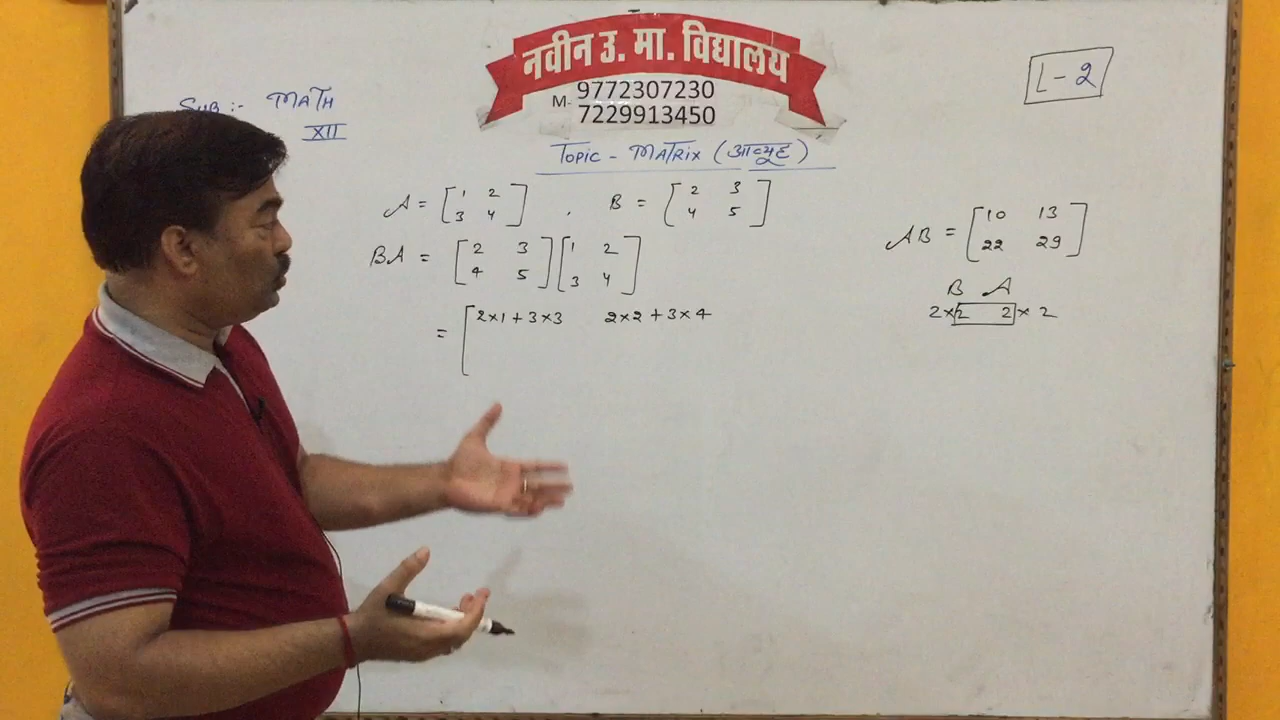 नवीन उ. मा. विद्यालय
M- 9772307230
7229913450
L-2
SUB :- MATH
XII
TOPIC - MATRIX (आव्यूह)
A = [1 2 3 4] , B = [2 3 4 5]
AB = [10 13 22 29]
BA = [2 3 4 5] [1 2 3 4]
B A
2×2 2×2
= [2×1+3×3 2×2+3×4